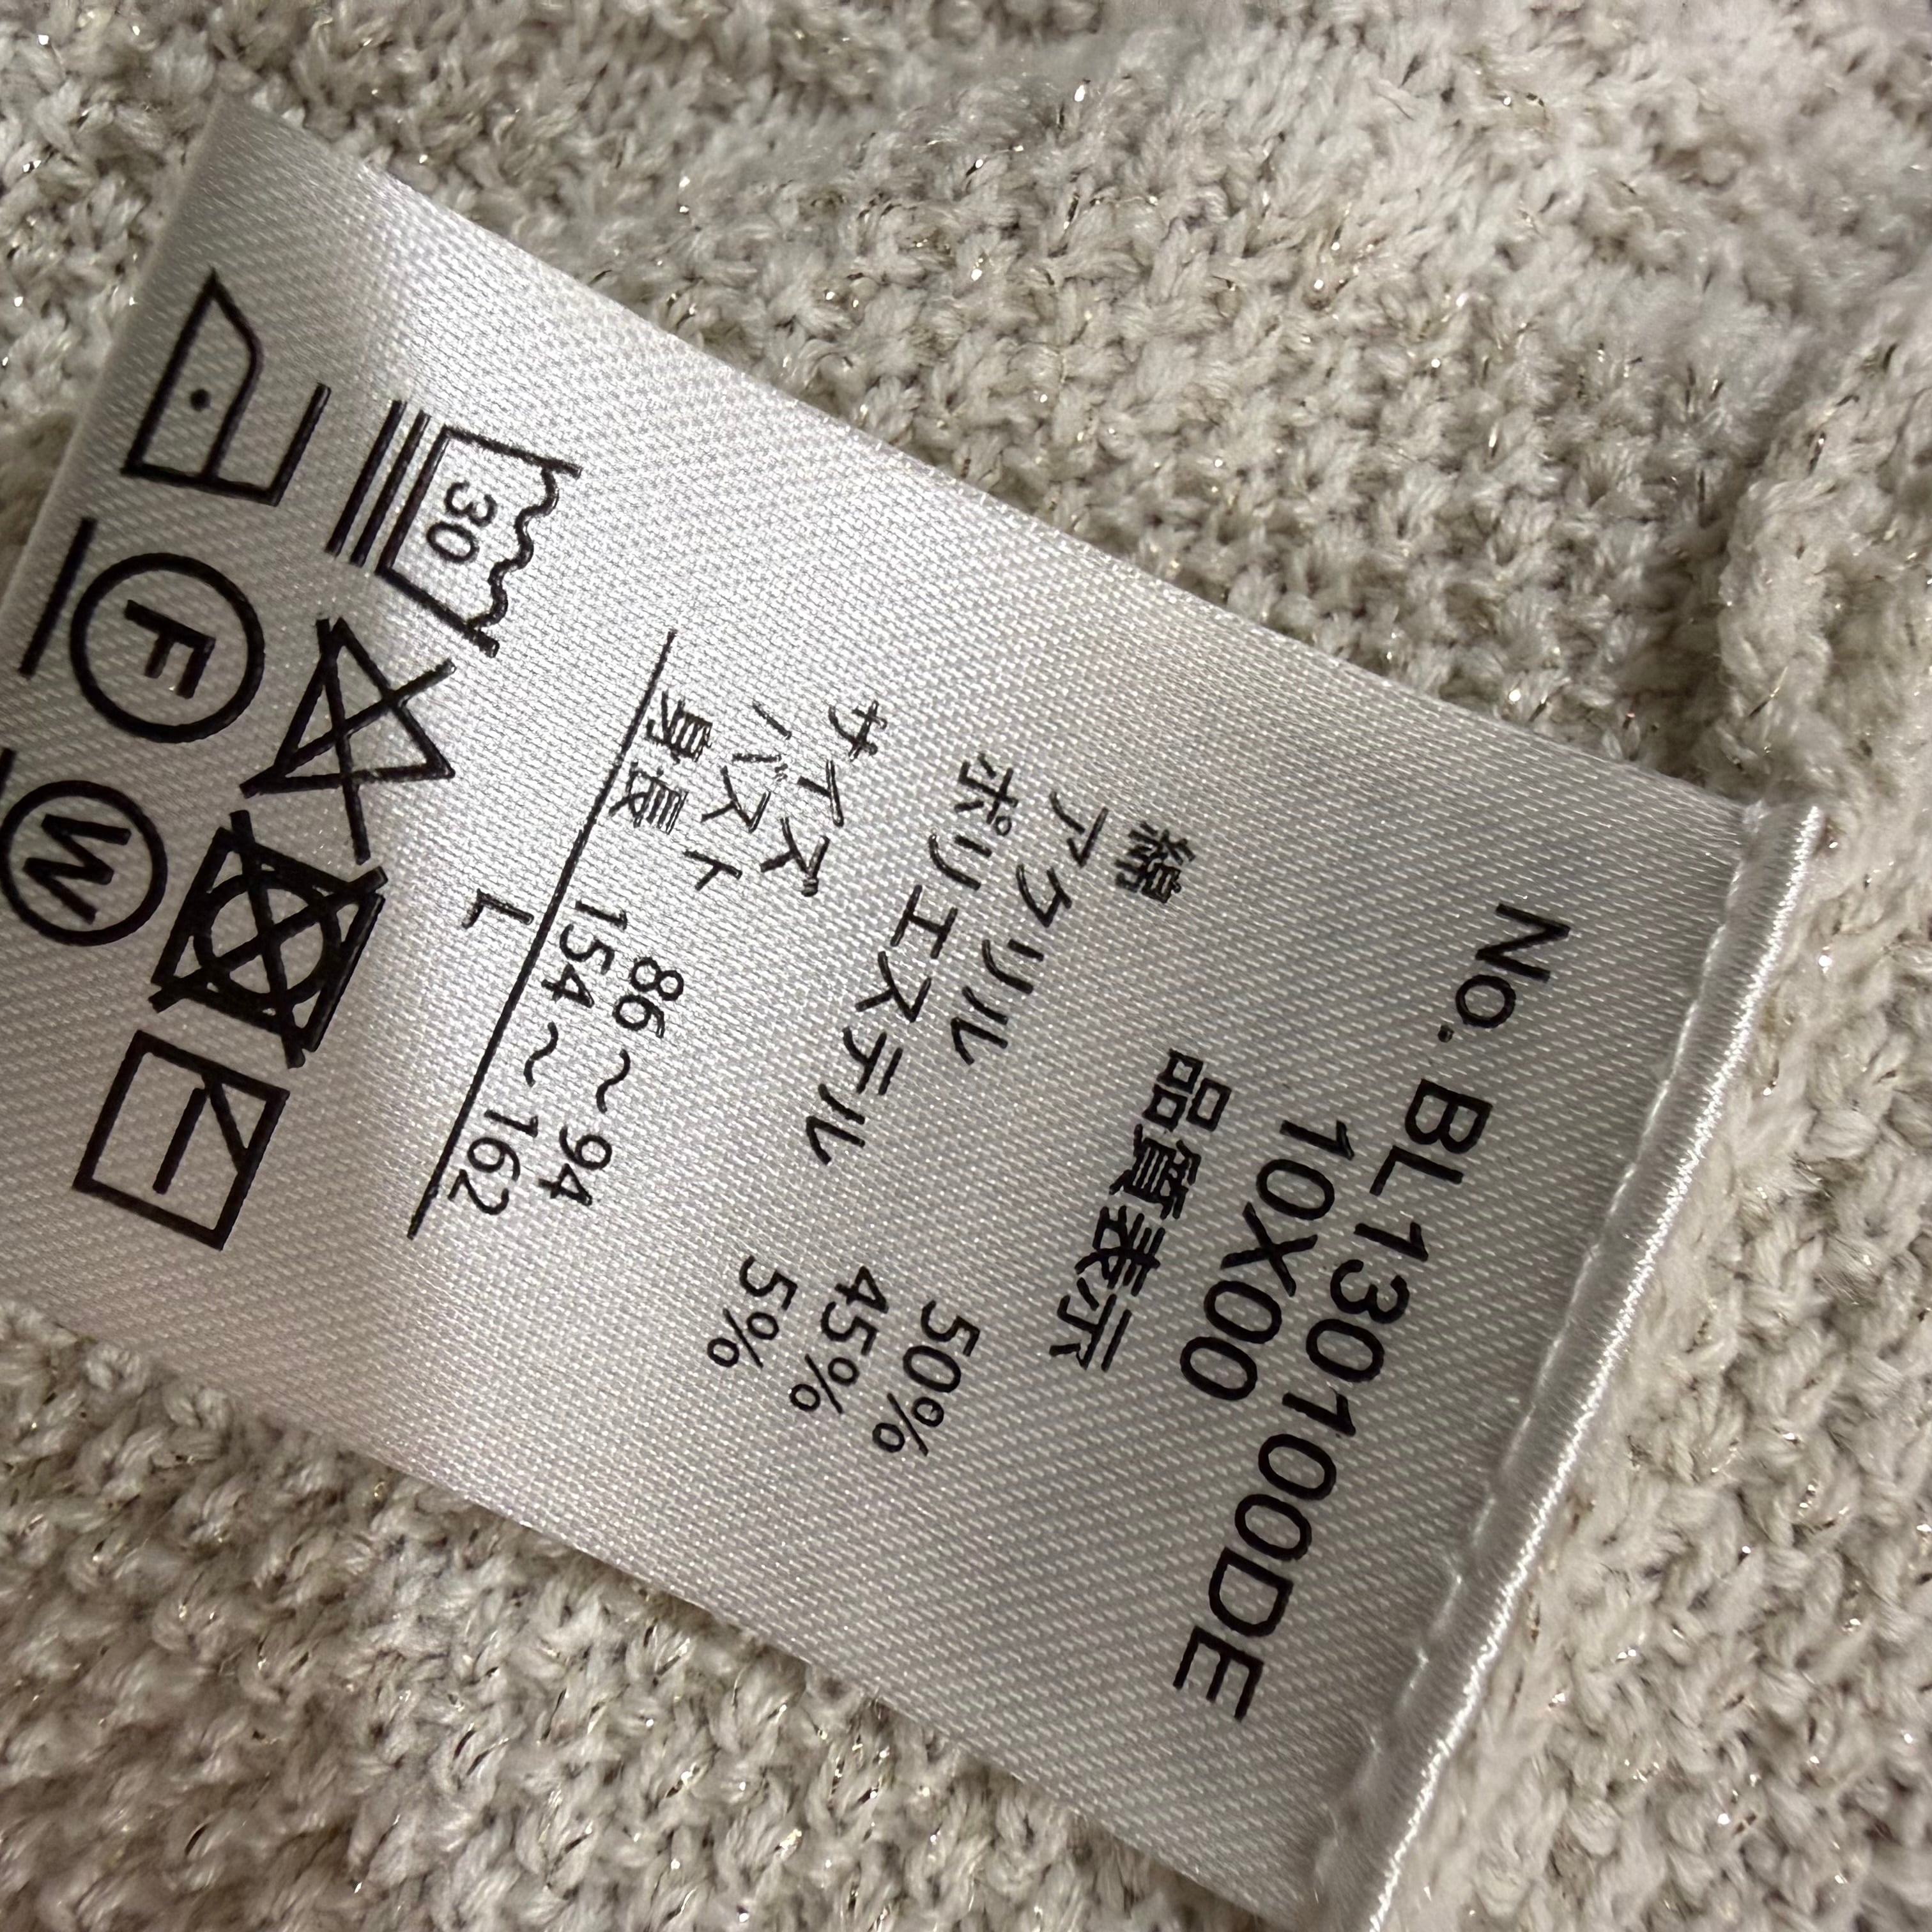 No. BL130100DE
10X00
品質表示
綿 50%
アクリル 45%
ポリエステル 5%
サイズ L
バスト 86～94
身長 154～162
30
F
W